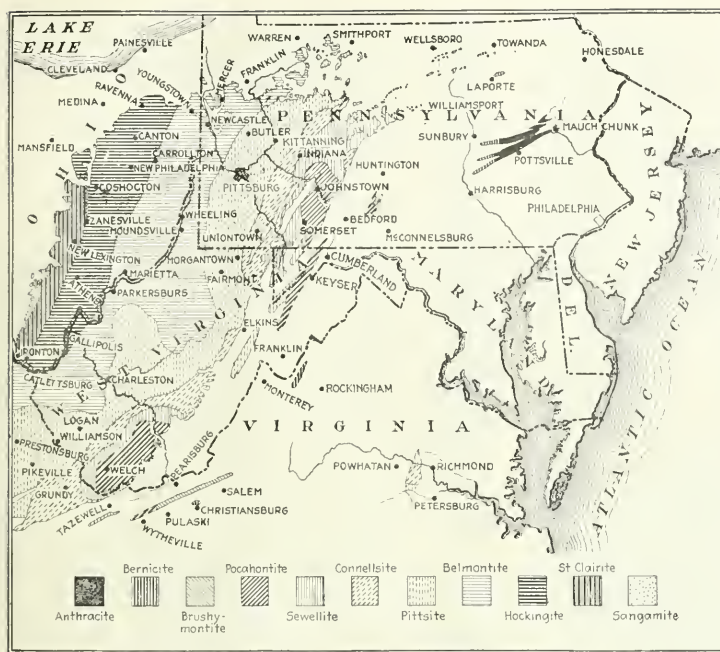 LAKE
ERIE
PAINESVILLE
CLEVELAND
WARREN
SMITHPORT
WELLSBORO
TOWANDA
HONESDALE
FRANKLIN
MERCER
YOUNGSTOWN
RAVENNA
MEDINA
LAPORTE
WILLIAMSPORT
PENNSYLVANIA
NEWCASTLE
BUTLER
KITTANNING
INDIANA
SUNBURY
MAUCH CHUNK
CANTON
MANSFIELD
CARROLLTON
NEW PHILADELPHIA
PITTSBURG
HUNTINGTON
POTTSVILLE
COSHOCTON
JOHNSTOWN
HARRISBURG
OHIO
ZANESVILLE
WHEELING
MOUNDSVILLE
UNIONTOWN
SOMERSET
BEDFORD
McCONNELSBURG
PHILADELPHIA
NEW JERSEY
NEW LEXINGTON
MORGANTOWN
CUMBERLAND
MARYLAND
DEL
MARIETTA
FAIRMONT
KEYSER
ATHENS
PARKERSBURG
WEST VIRGINIA
ELKINS
GALLIPOLIS
IRONTON
FRANKLIN
CATLETTSBURG
CHARLESTON
MONTEREY
ROCKINGHAM
ATLANTIC OCEAN
LOGAN
WILLIAMSON
VIRGINIA
PRESTONSBURG
PIKEVILLE
WELCH
PEARISBURG
POWHATAN
RICHMOND
GRUNDY
SALEM
CHRISTIANSBURG
PETERSBURG
TAZEWELL
PULASKI
WYTHEVILLE
Bernicite Pocahontite Connellsite Belmontite St Clairite
Anthracite Brushy-
montite Sewellite Pittsite Hockingite Sangamite